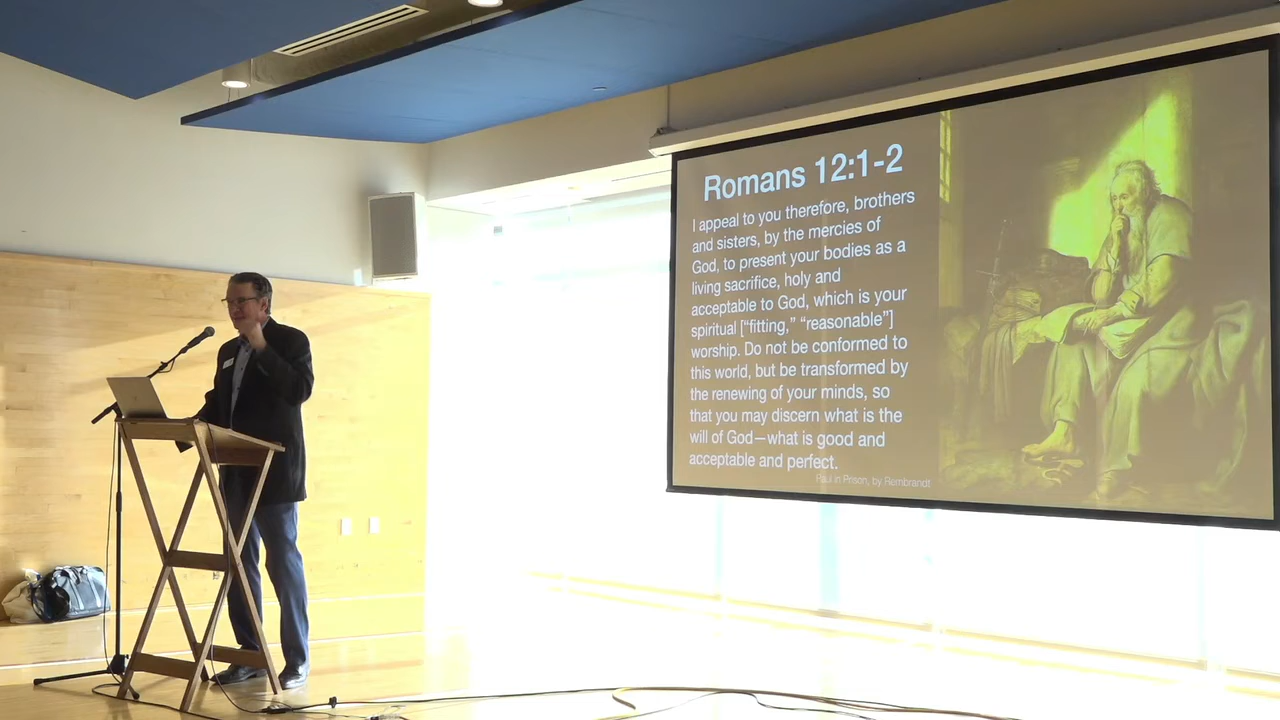 Romans 12:1-2
I appeal to you therefore, brothers
and sisters, by the mercies of
God, to present your bodies as a
living sacrifice, holy and
acceptable to God, which is your
spiritual [“fitting,” “reasonable”]
worship. Do not be conformed to
this world, but be transformed by
the renewing of your minds, so
that you may discern what is the
will of God—what is good and
acceptable and perfect.
Paul in Prison, by Rembrandt